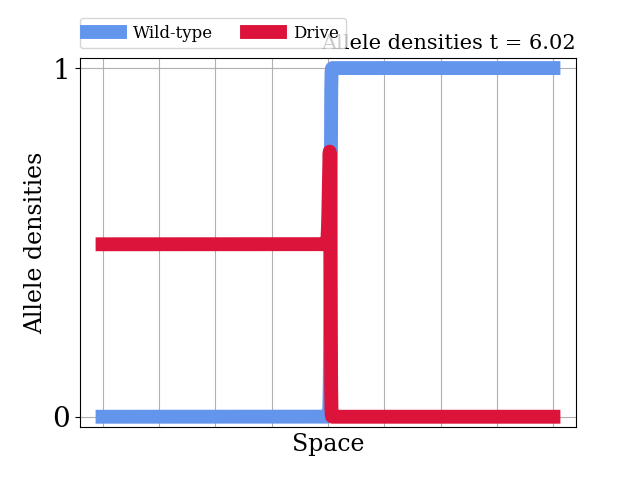 Wild-type
Drive
Allele densities t = 6.02
1
0
Allele densities
Space